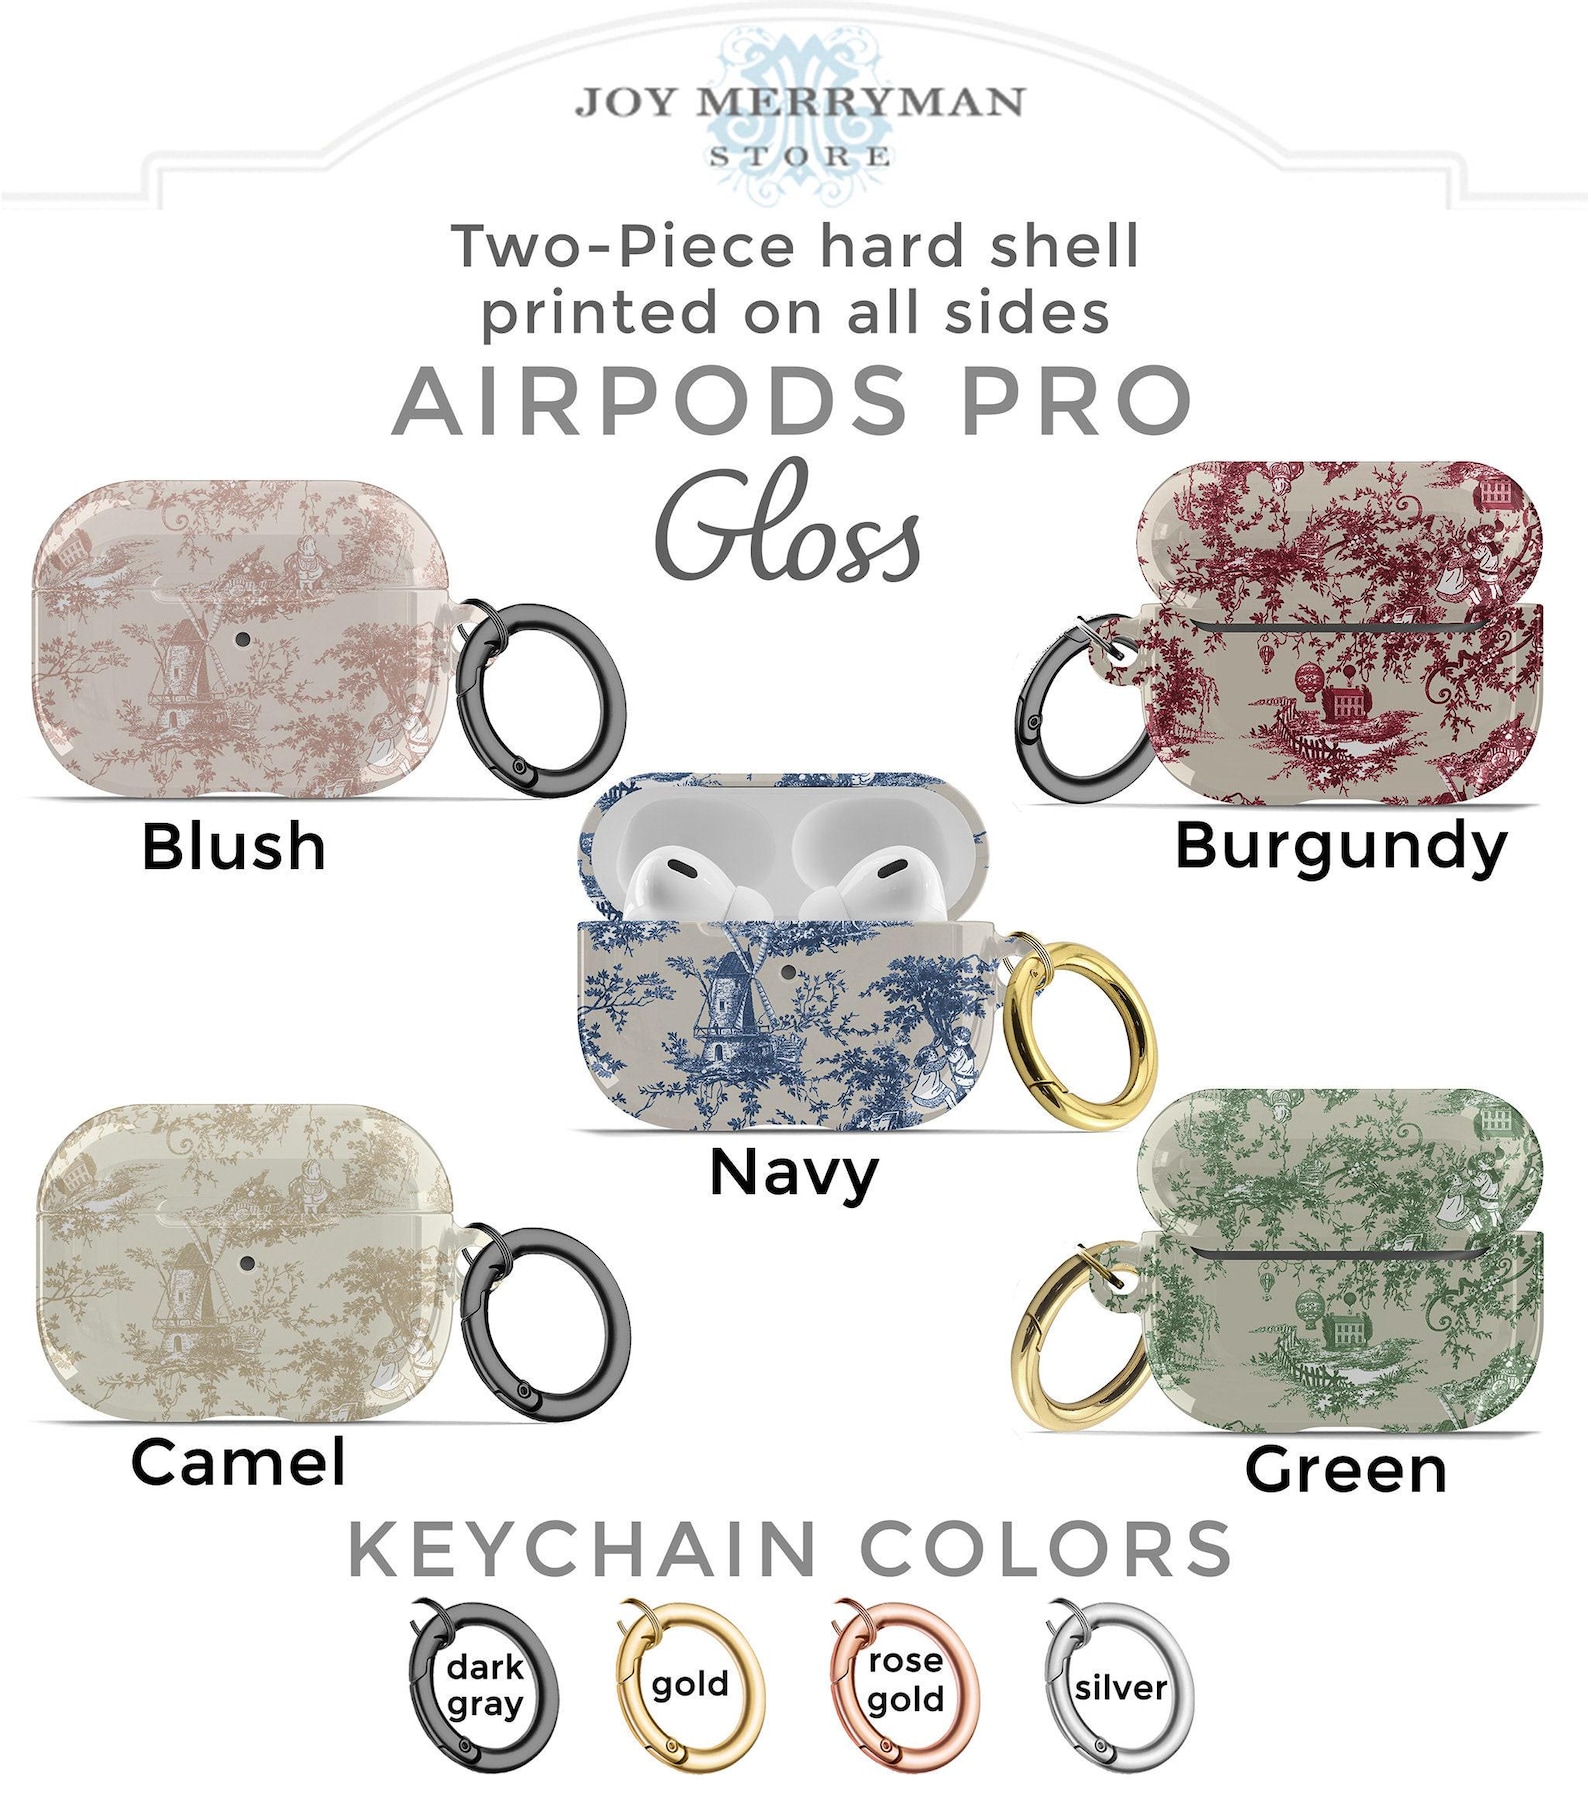 JOY MERRYMAN
STORE
Two-Piece hard shell
printed on all sides
AIRPODS PRO
Gloss
Blush
Burgundy
Navy
Camel
Green
KEYCHAIN COLORS
dark
gray
gold
rose
gold
silver